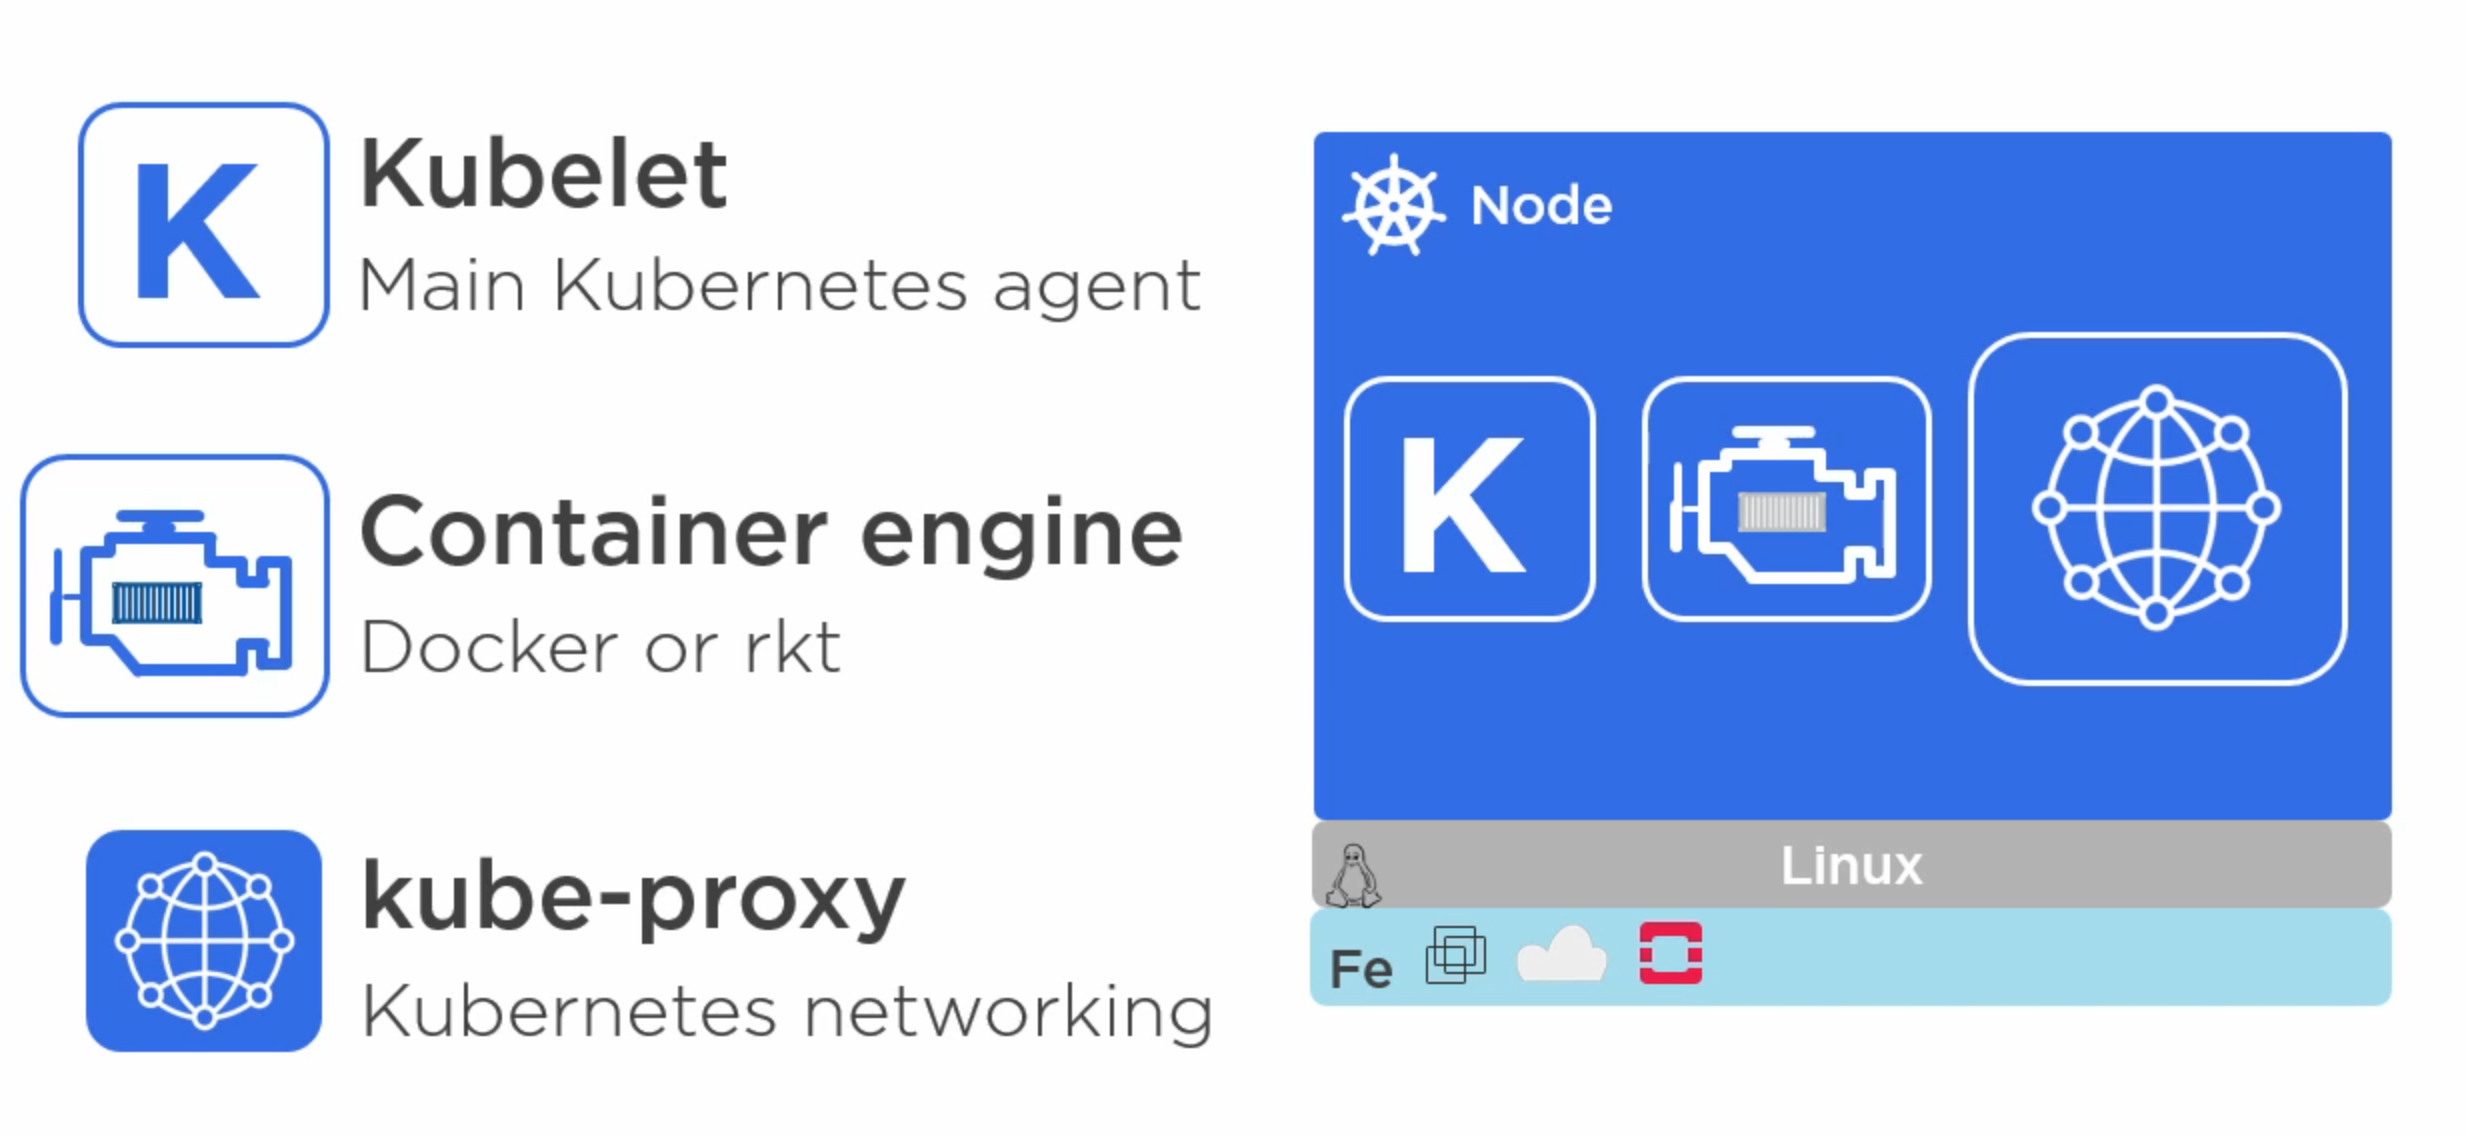 K
Kubelet
Main Kubernetes agent
Container engine
Docker or rkt
kube-proxy
Kubernetes networking
Node
K
Linux
Fe